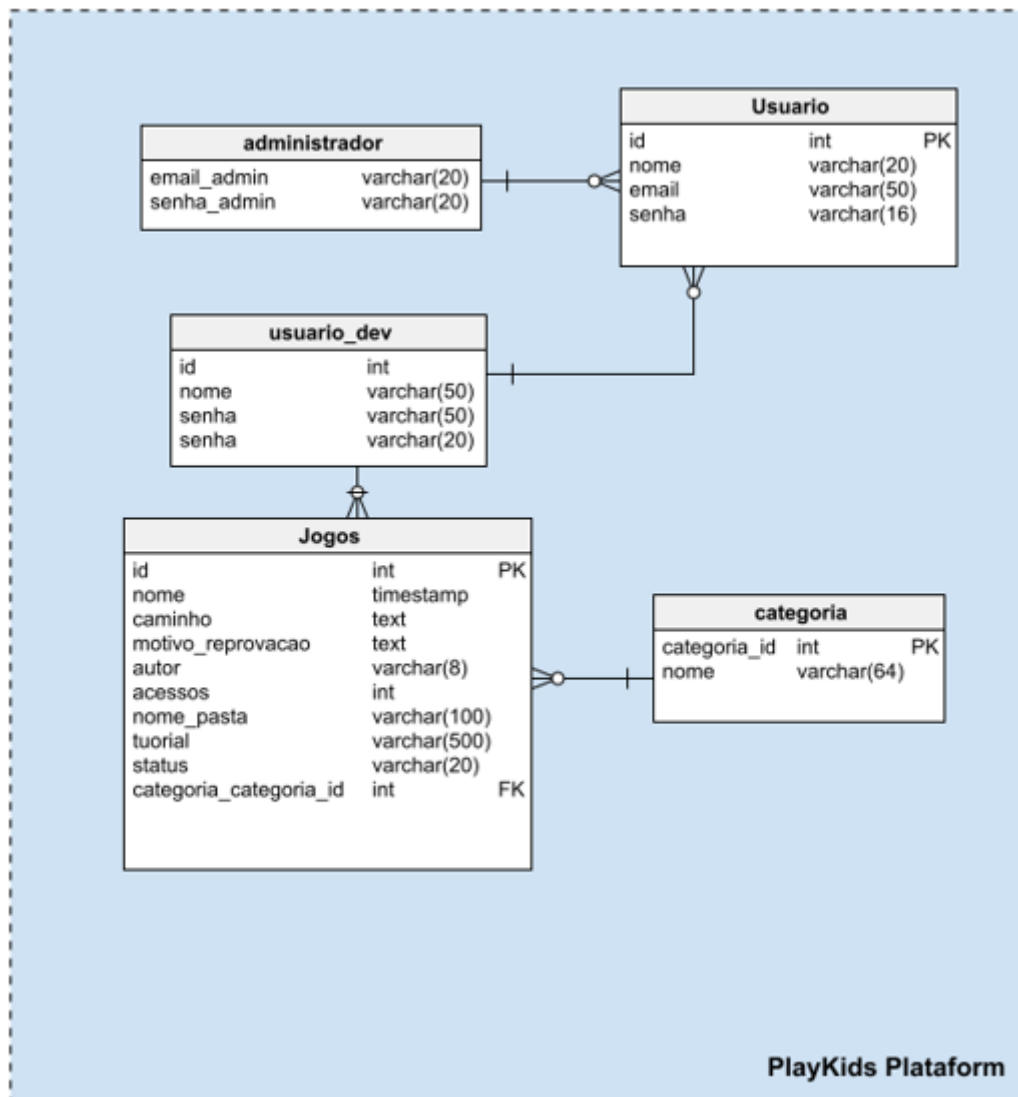 administrador
email_admin varchar(20)
senha_admin varchar(20)
Usuario
id int PK
nome varchar(20)
email varchar(50)
senha varchar(16)
usuario_dev
id int
nome varchar(50)
senha varchar(50)
senha varchar(20)
Jogos
id int PK
nome timestamp
caminho text
motivo_reprovacao text
autor varchar(8)
acessos int
nome_pasta varchar(100)
tuorial varchar(500)
status varchar(20)
categoria_categoria_id int FK
categoria
categoria_id int PK
nome varchar(64)
PlayKids Plataform